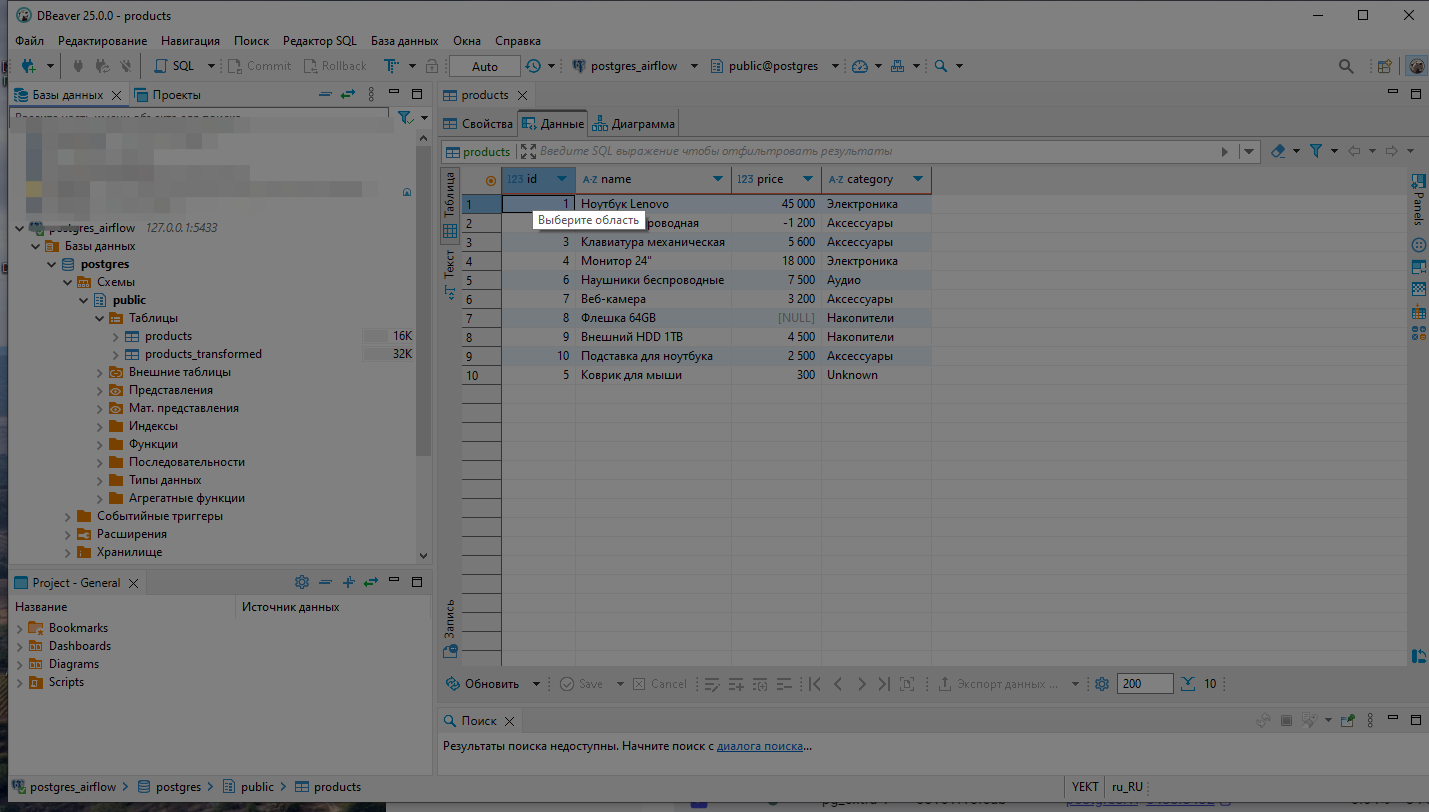 DBeaver 25.0.0 - products
Файл Редактирование Навигация Поиск Редактор SQL База данных Окна Справка
SQL Commit Rollback Auto postgres_airflow public@postgres
Базы данных Проекты
postgres_airflow 127.0.0.1:5433
Базы данных
postgres
Схемы
public
Таблицы
products 16K
products_transformed 32K
Внешние таблицы
Представления
Мат. представления
Индексы
Функции
Последовательности
Типы данных
Агрегатные функции
Событийные триггеры
Расширения
Хранилище
Project - General
Название Источник данных
Bookmarks
Dashboards
Diagrams
Scripts
products
Свойства Данные Диаграмма
products Введите SQL выражение чтобы отфильтровать результаты
Таблица
Текст
Запись
123 id A-Z name 123 price A-Z category
1 1 Ноутбук Lenovo 45 000 Электроника
Выберите область
2 роводная -1 200 Аксессуары
3 3 Клавиатура механическая 5 600 Аксессуары
4 4 Монитор 24" 18 000 Электроника
5 6 Наушники беспроводные 7 500 Аудио
6 7 Веб-камера 3 200 Аксессуары
7 8 Флешка 64GB [NULL] Накопители
8 9 Внешний HDD 1TB 4 500 Накопители
9 10 Подставка для ноутбука 2 500 Аксессуары
10 5 Коврик для мыши 300 Unknown
Panels
Обновить Save Cancel Экспорт данных ... 200 10
Поиск
Результаты поиска недоступны. Начните поиск с диалога поиска...
postgres_airflow postgres public products YEKT ru_RU